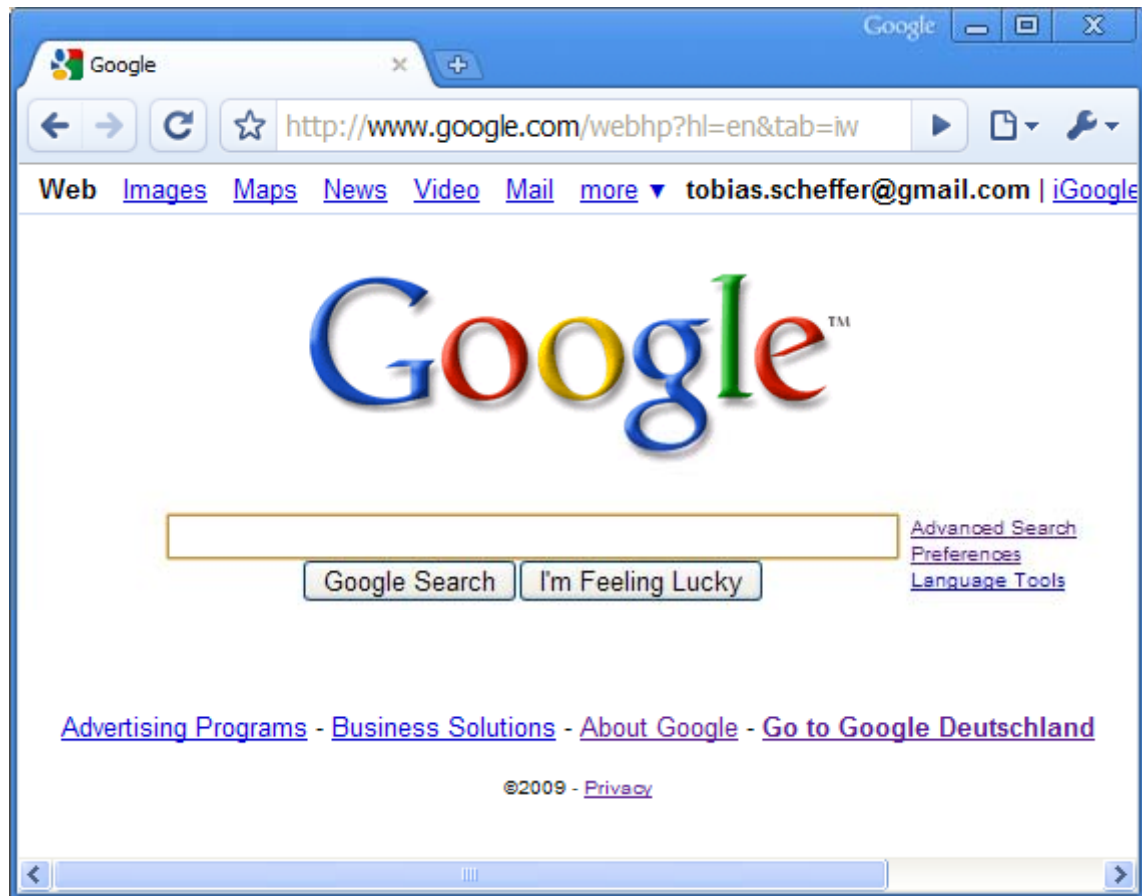 Google
Google
http://www.google.com/webhp?hl=en&tab=iw
Web Images Maps News Video Mail more ▼ tobias.scheffer@gmail.com | iGoogle
Google™
Advanced Search
Preferences
Language Tools
Google Search I'm Feeling Lucky
Advertising Programs - Business Solutions - About Google - Go to Google Deutschland
©2009 - Privacy